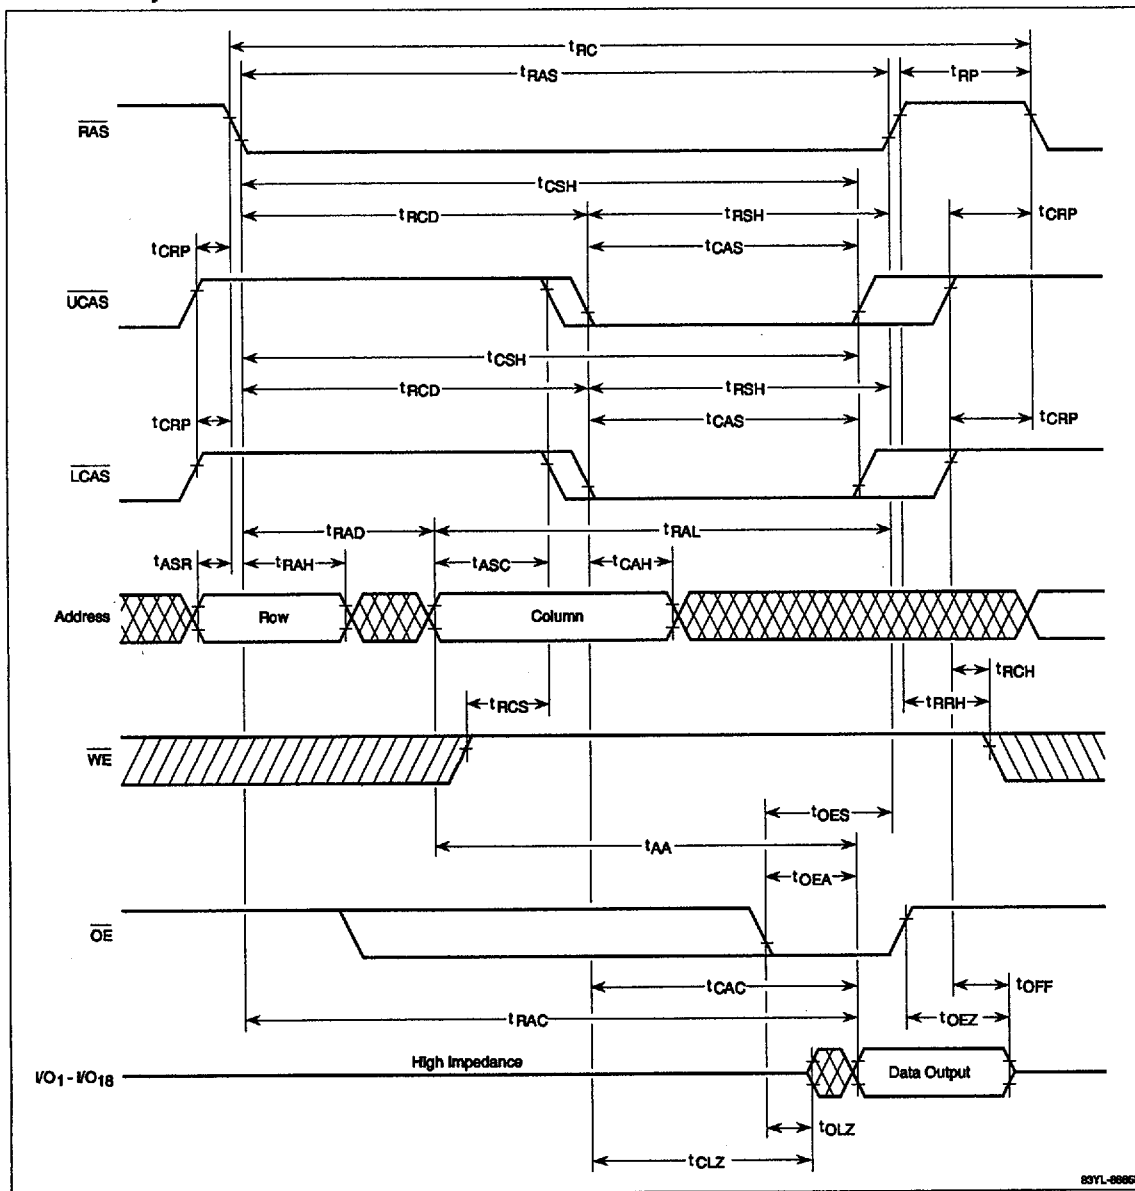 tRC
tRAS
tRP
RAS
tCSH
tRCD
tRSH
tCRP
tCRP
tCAS
UCAS
tCSH
tRCD
tRSH
tCRP
tCAS
tCRP
LCAS
tRAD
tRAL
tASR
tRAH
tASC
tCAH
Address
Row
Column
tRCH
tRCS
tRRH
WE
tOES
tAA
tOEA
OE
tCAC
tOFF
tRAC
tOEZ
High Impedance
I/O1 - I/O18
Data Output
tOLZ
tCLZ